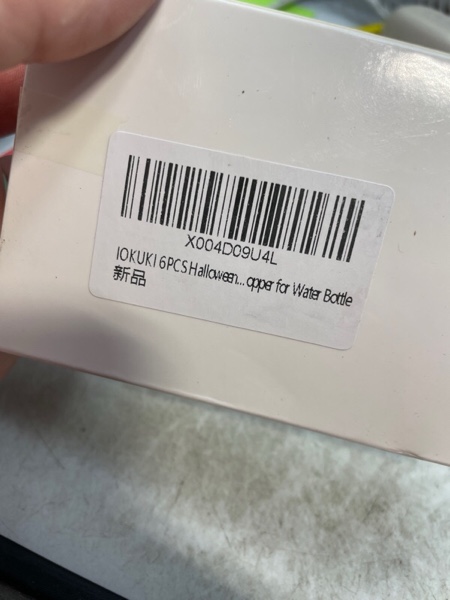 X004D09U4L
IOKUKI 6PCS Halloween... opper for Water Bottle
新品